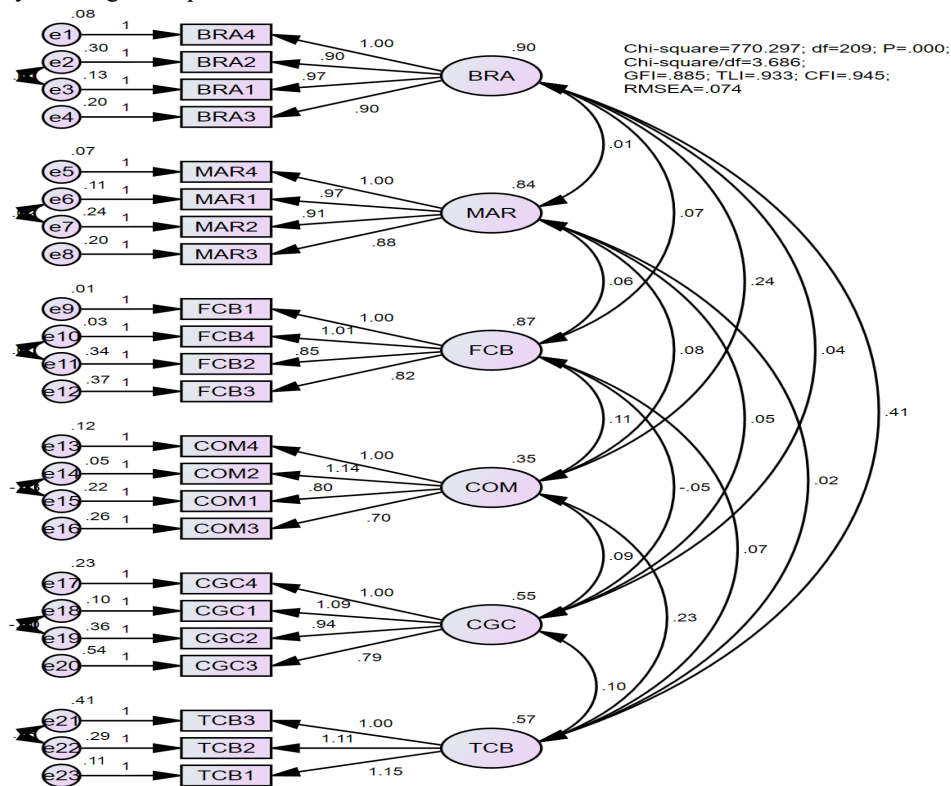 .08
e1 1 BRA4 1.00 .90
.30
e2 1 BRA2 .90
.13
e3 1 BRA1 .97 BRA
.20
e4 1 BRA3 .90
Chi-square=770.297; df=209; P=.000;
Chi-square/df=3.686;
GFI=.885; TLI=.933; CFI=.945;
RMSEA=.074
.01
.07
e5 1 MAR4 1.00 .84
.11
e6 1 MAR1 .97
.24
e7 1 MAR2 .91 MAR
.20
e8 1 MAR3 .88
.07
.06
.24
.01
e9 1 FCB1 1.00 .87
.03
e10 1 FCB4 1.01
.34
e11 1 FCB2 .85 FCB
.37
e12 1 FCB3 .82
.08
.04
.11
.05
.41
.12
e13 1 COM4 1.00 .35
.05
e14 1 COM2 1.14
.22
e15 1 COM1 .80 COM
.26
e16 1 COM3 .70
-.05
.02
.09
.07
.23
e17 1 CGC4 1.00 .55
.10
e18 1 CGC1 1.09
.36
e19 1 CGC2 .94 CGC
.54
e20 1 CGC3 .79
.23
.10
.41
e21 1 TCB3 1.00 .57
.29
e22 1 TCB2 1.11 TCB
.11
e23 1 TCB1 1.15